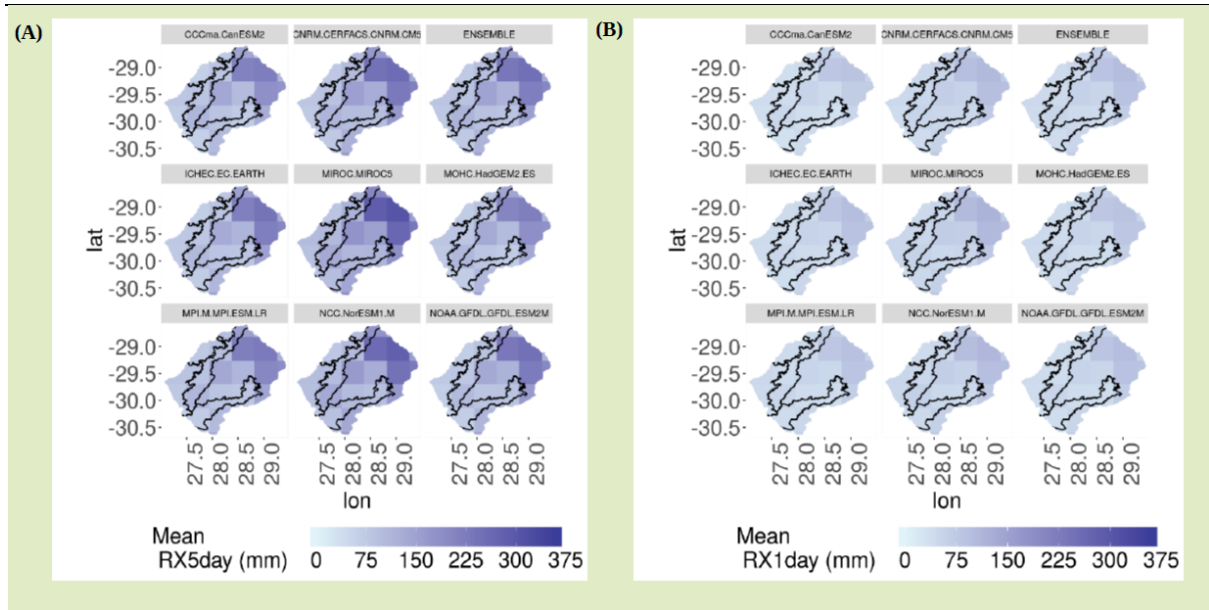 (A)
CCCma.CanESM2 CNRM.CERFACS.CNRM.CM5 ENSEMBLE
-29.0
-29.5
-30.0
-30.5
ICHEC.EC.EARTH MIROC.MIROC5 MOHC.HadGEM2.ES
lat
-29.0
-29.5
-30.0
-30.5
MPI.M.MPI.ESM.LR NCC.NorESM1.M NOAA.GFDL.GFDL.ESM2M
-29.0
-29.5
-30.0
-30.5
27.5 28.0 28.5 29.0 27.5 28.0 28.5 29.0 27.5 28.0 28.5 29.0
lon
Mean
RX5day (mm) 0 75 150 225 300 375
(B)
CCCma.CanESM2 CNRM.CERFACS.CNRM.CM5 ENSEMBLE
-29.0
-29.5
-30.0
-30.5
ICHEC.EC.EARTH MIROC.MIROC5 MOHC.HadGEM2.ES
lat
-29.0
-29.5
-30.0
-30.5
MPI.M.MPI.ESM.LR NCC.NorESM1.M NOAA.GFDL.GFDL.ESM2M
-29.0
-29.5
-30.0
-30.5
27.5 28.0 28.5 29.0 27.5 28.0 28.5 29.0 27.5 28.0 28.5 29.0
lon
Mean
RX1day (mm) 0 75 150 225 300 375